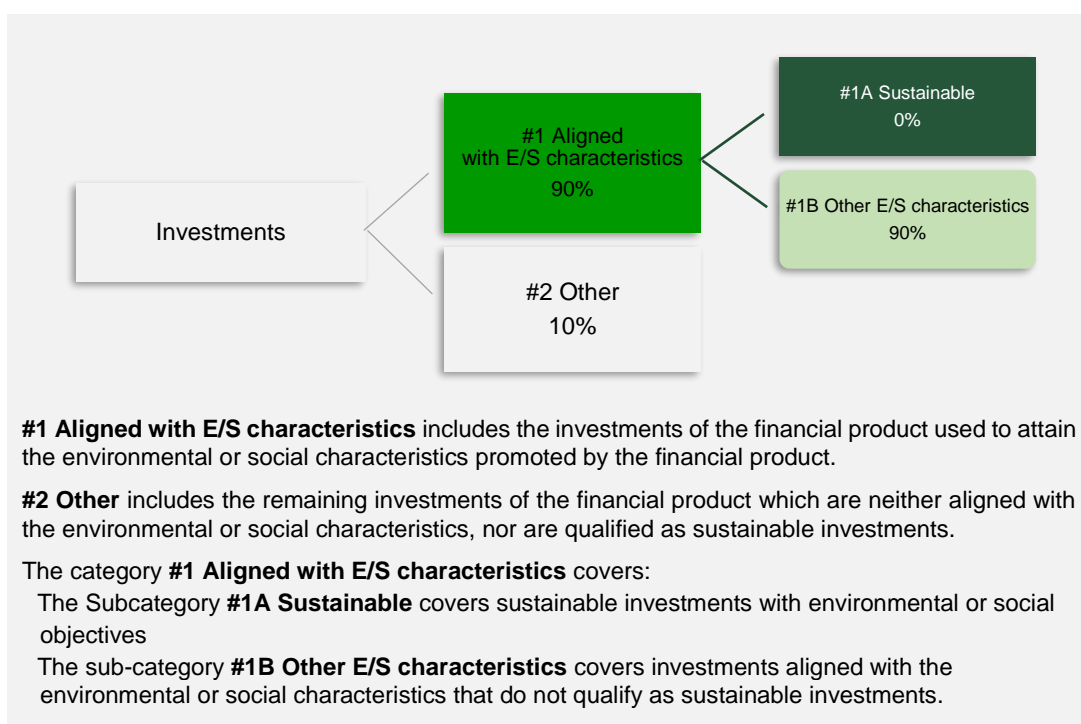 #1A Sustainable
0%
#1 Aligned
with E/S characteristics
90%
#1B Other E/S characteristics
90%
Investments
#2 Other
10%
#1 Aligned with E/S characteristics includes the investments of the financial product used to attain
the environmental or social characteristics promoted by the financial product.
#2 Other includes the remaining investments of the financial product which are neither aligned with
the environmental or social characteristics, nor are qualified as sustainable investments.
The category #1 Aligned with E/S characteristics covers:
The Subcategory #1A Sustainable covers sustainable investments with environmental or social
objectives
The sub-category #1B Other E/S characteristics covers investments aligned with the
environmental or social characteristics that do not qualify as sustainable investments.